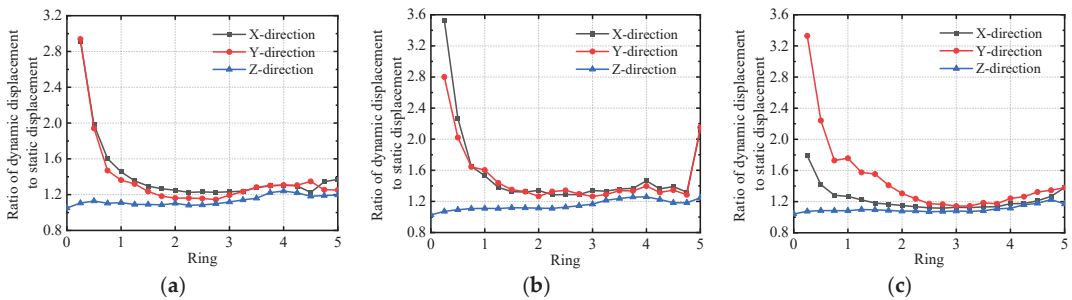 Ratio of dynamic displacement
to static displacement
2.8
2.4
2.0
1.6
1.2
0.8
X-direction
Y-direction
Z-direction
0 1 2 3 4 5
Ring
(a)
Ratio of dynamic displacement
to static displacement
3.6
3.2
2.8
2.4
2.0
1.6
1.2
0.8
X-direction
Y-direction
Z-direction
0 1 2 3 4 5
Ring
(b)
Ratio of dynamic displacement
to static displacement
3.6
3.2
2.8
2.4
2.0
1.6
1.2
0.8
X-direction
Y-direction
Z-direction
0 1 2 3 4 5
Ring
(c)